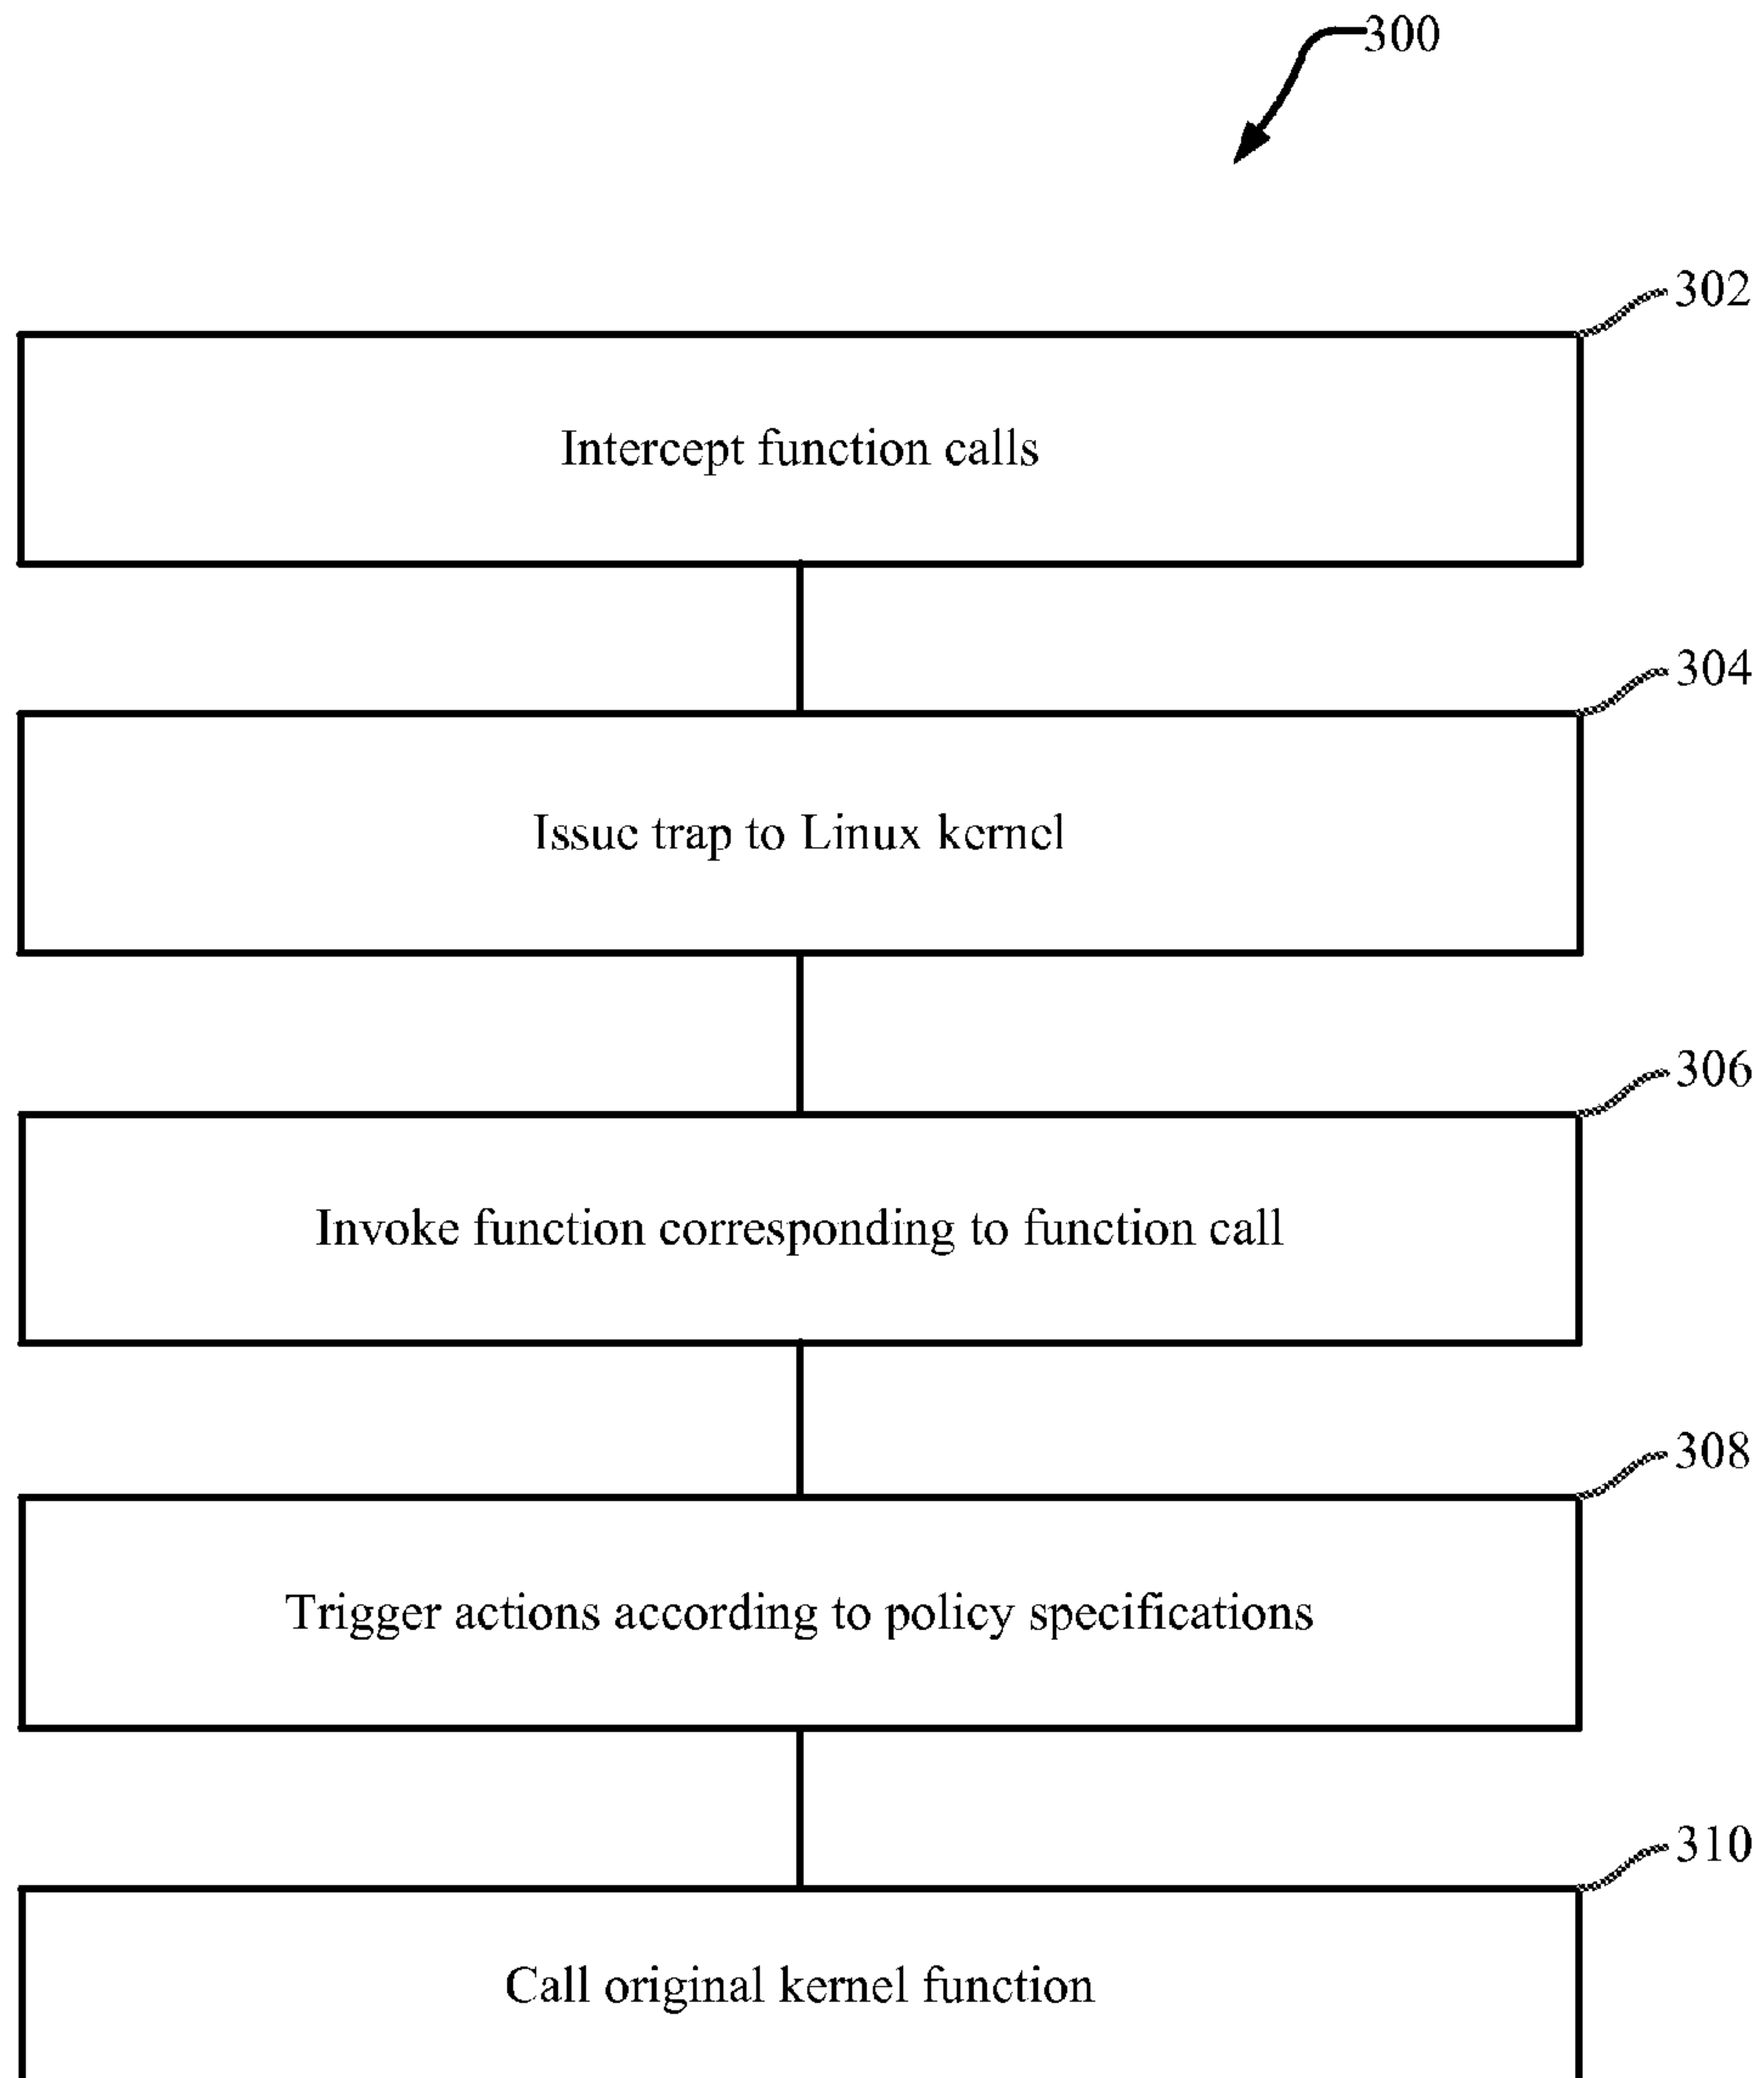 300
302
Intercept function calls
304
Issue trap to Linux kernel
306
Invoke function corresponding to function call
308
Trigger actions according to policy specifications
310
Call original kernel function